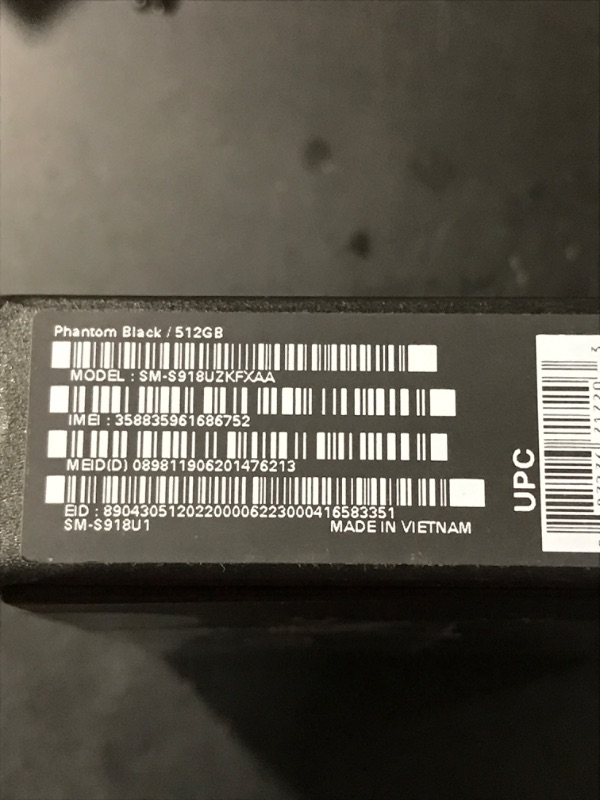 Phantom Black / 512GB
MODEL : SM-S918UZKFXAA
IMEI : 358835961686752
MEID(D) 089811906201476213
EID : 89043051202200006223000416583351
SM-S918U1 MADE IN VIETNAM
UPC